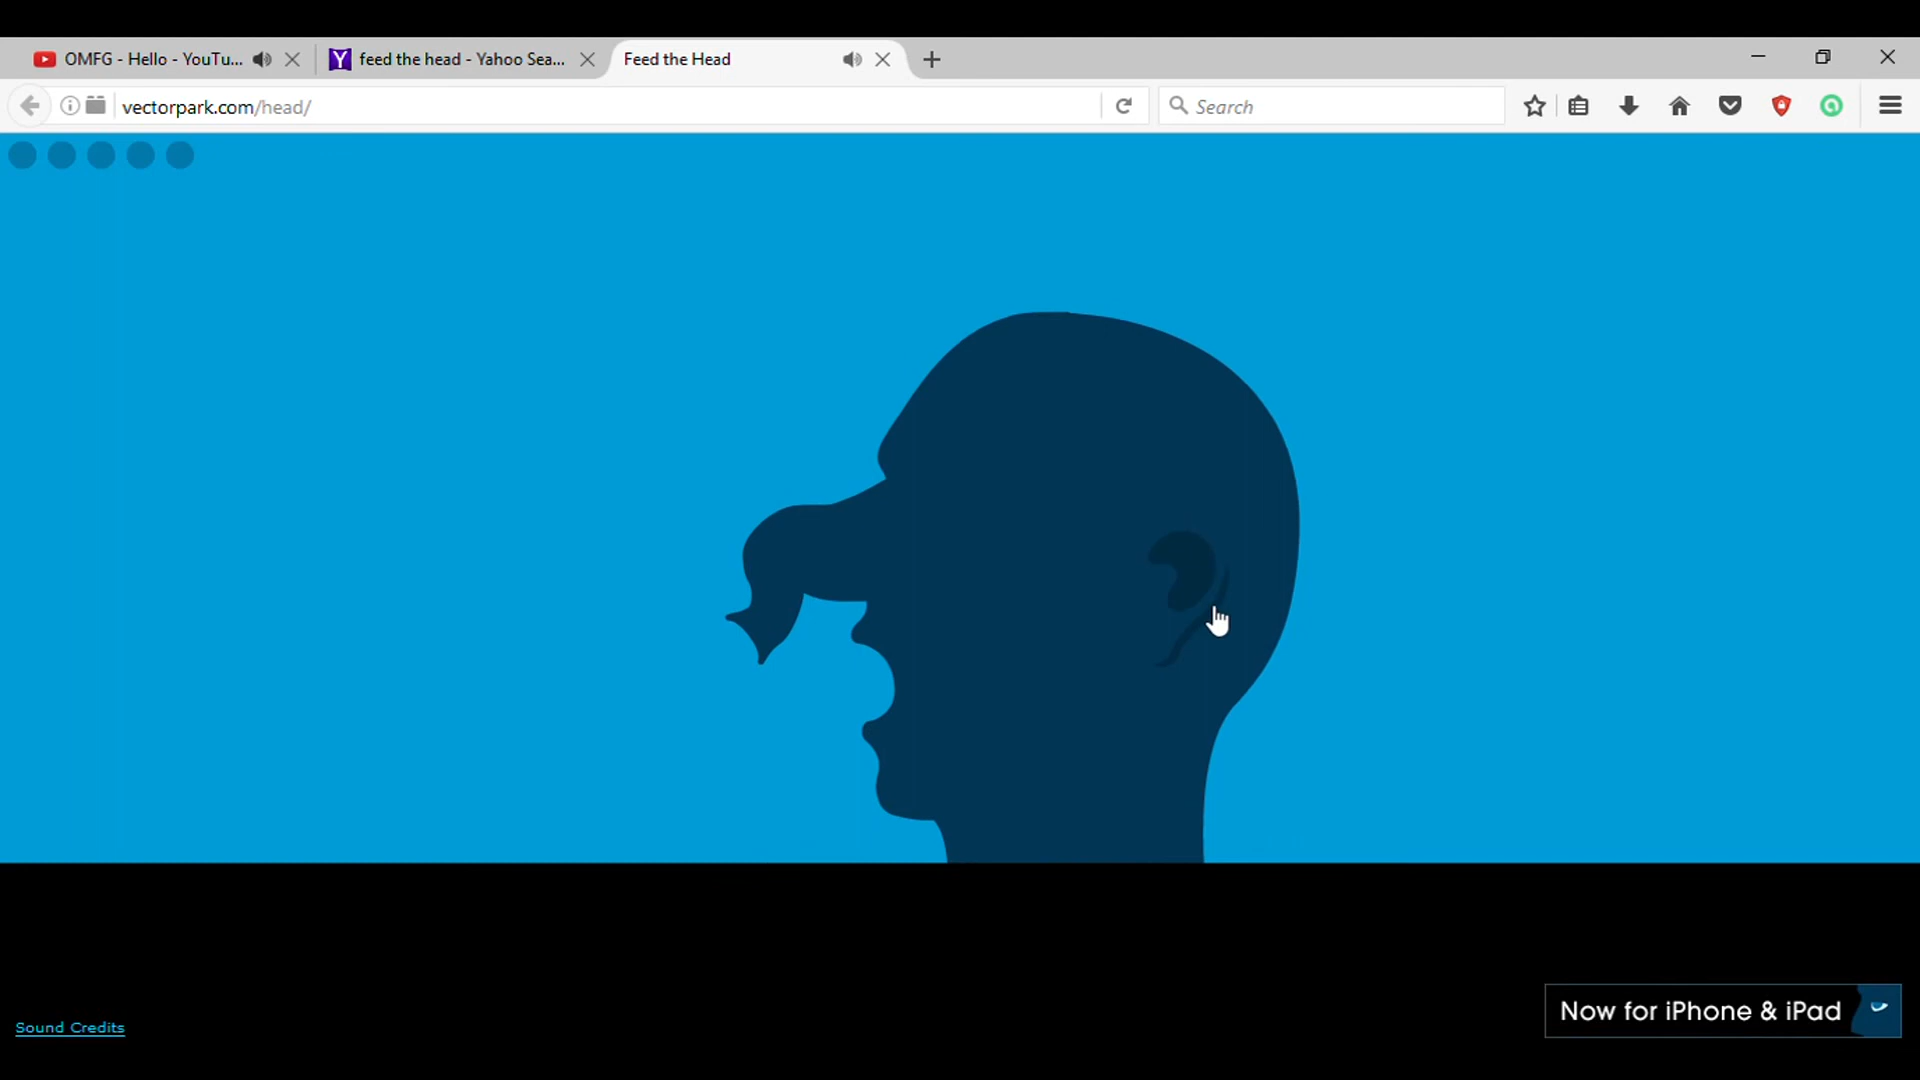 OMFG - Hello - YouTu...
feed the head - Yahoo Sea...
Feed the Head
vectorpark.com/head/
Search
Sound Credits
Now for iPhone & iPad